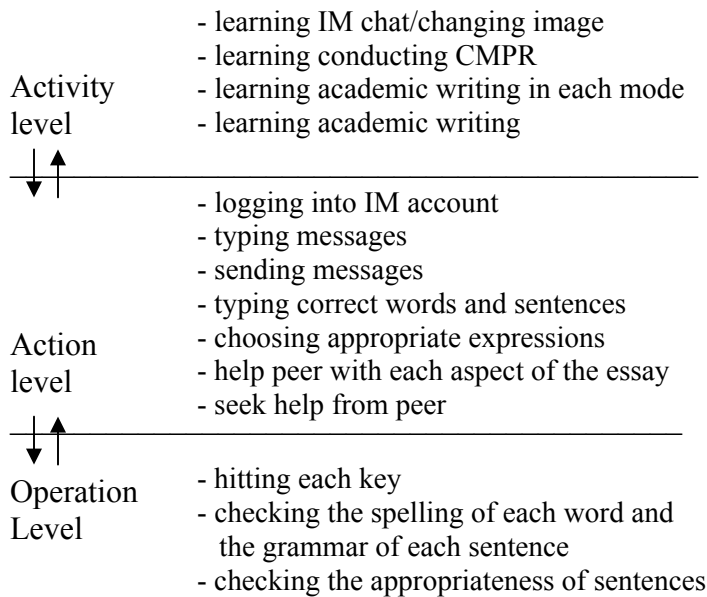 - learning IM chat/changing image
- learning conducting CMPR
Activity
level
- learning academic writing in each mode
- learning academic writing
- logging into IM account
- typing messages
- sending messages
- typing correct words and sentences
Action
level
- choosing appropriate expressions
- help peer with each aspect of the essay
- seek help from peer
Operation
Level
- hitting each key
- checking the spelling of each word and
the grammar of each sentence
- checking the appropriateness of sentences